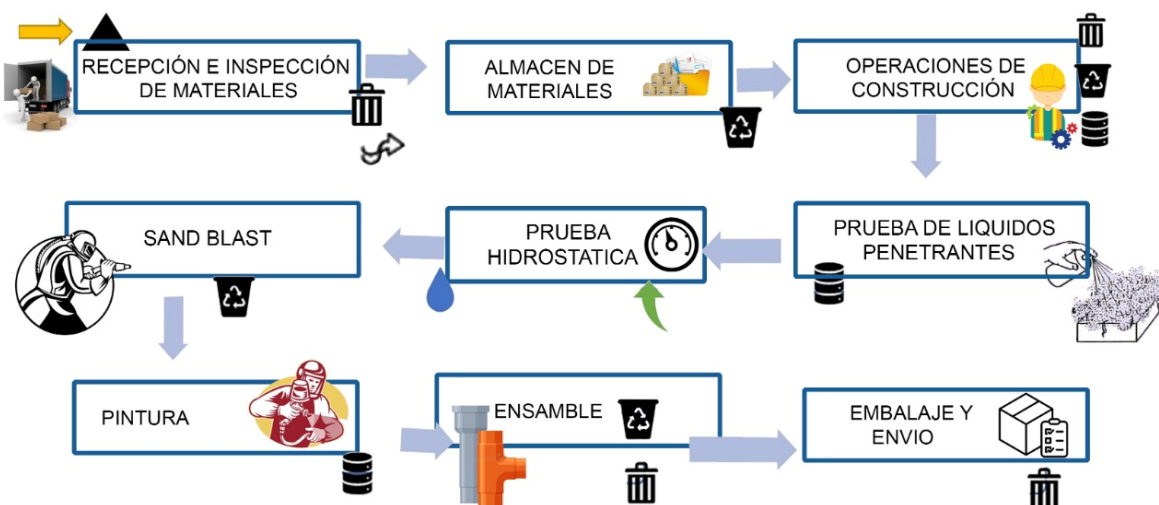 RECEPCIÓN E INSPECCIÓN
DE MATERIALES
ALMACEN DE
MATERIALES
OPERACIONES DE
CONSTRUCCIÓN
PRUEBA DE LIQUIDOS
PENETRANTES
PRUEBA
HIDROSTATICA
SAND BLAST
PINTURA
ENSAMBLE
EMBALAJE Y
ENVIO